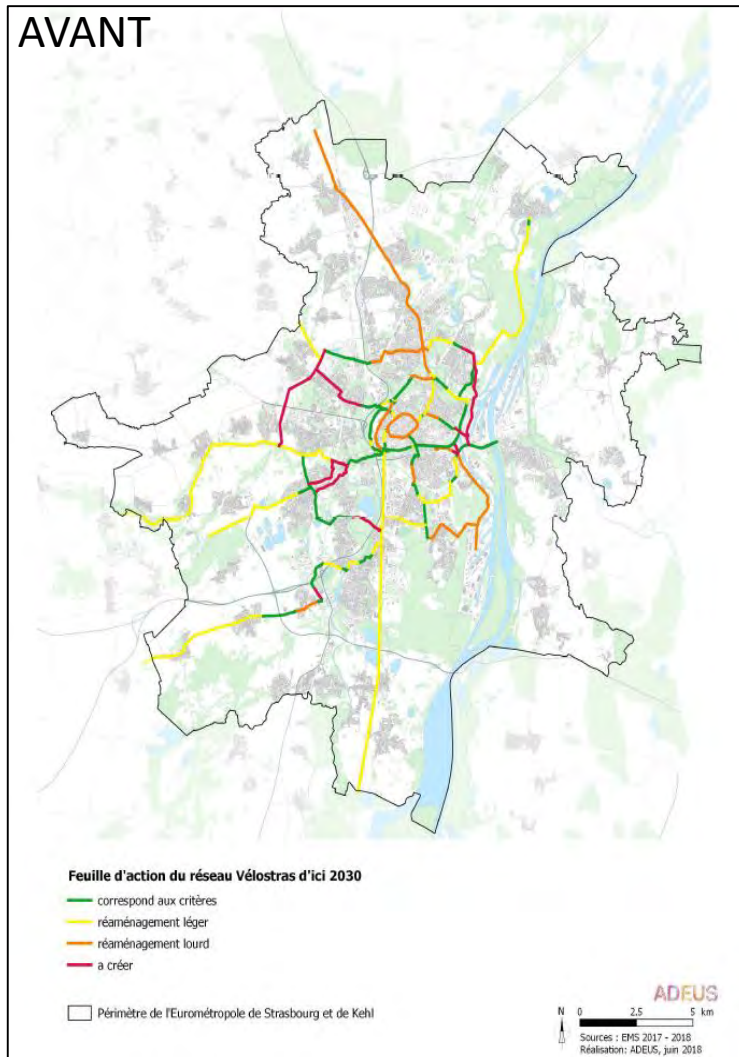 AVANT
Feuille d'action du réseau Vélostras d'ici 2030
correspond aux critères
réaménagement léger
réaménagement lourd
a créer
Périmètre de l'Eurométropole de Strasbourg et de Kehl
ADEUS
N 0 2.5 5 km
Sources : EMS 2017 - 2018
Réalisation: ADEUS, juin 2018